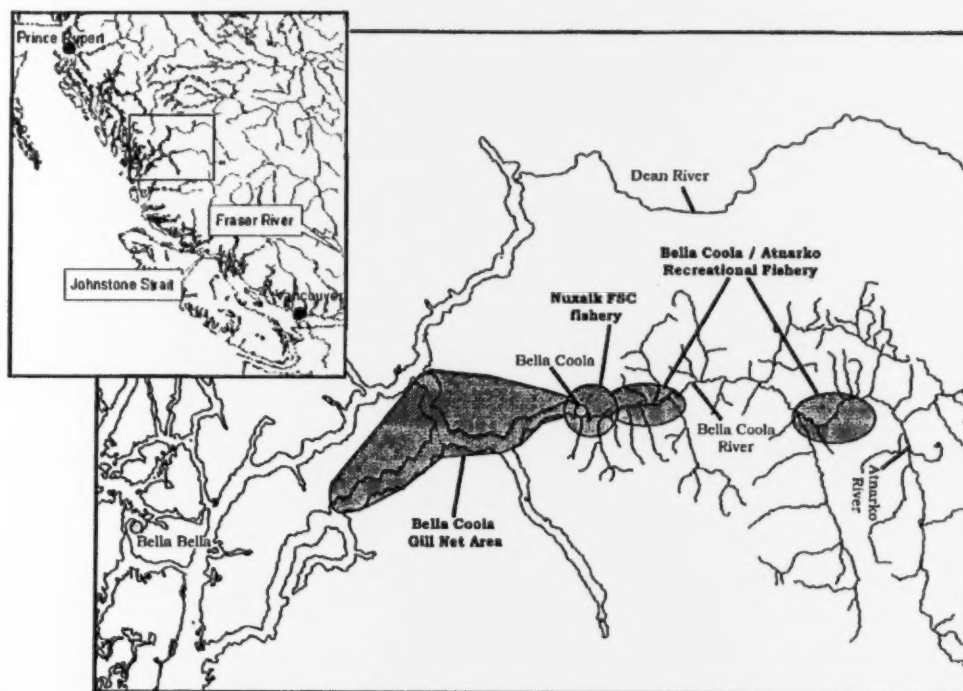 Prince Rupert
Fraser River
Johnstone Strait
Vancouver
Dean River
Bella Coola / Atnarko
Recreational Fishery
Nuxalk FSC
fishery
Bella Coola
Bella Coola
River
Atnarko
River
Bella Bella
Bella Coola
Gill Net Area